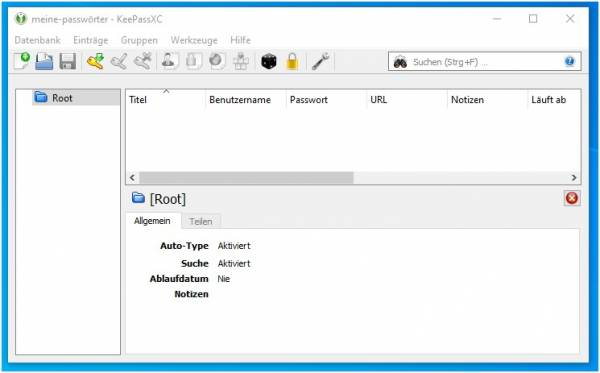 meine-passwörter - KeePassXC
Datenbank Einträge Gruppen Werkzeuge Hilfe
Suchen (Strg+F) ...
Root
Titel Benutzername Passwort URL Notizen Läuft ab
[Root]
Allgemein Teilen
Auto-Type Aktiviert
Suche Aktiviert
Ablaufdatum Nie
Notizen